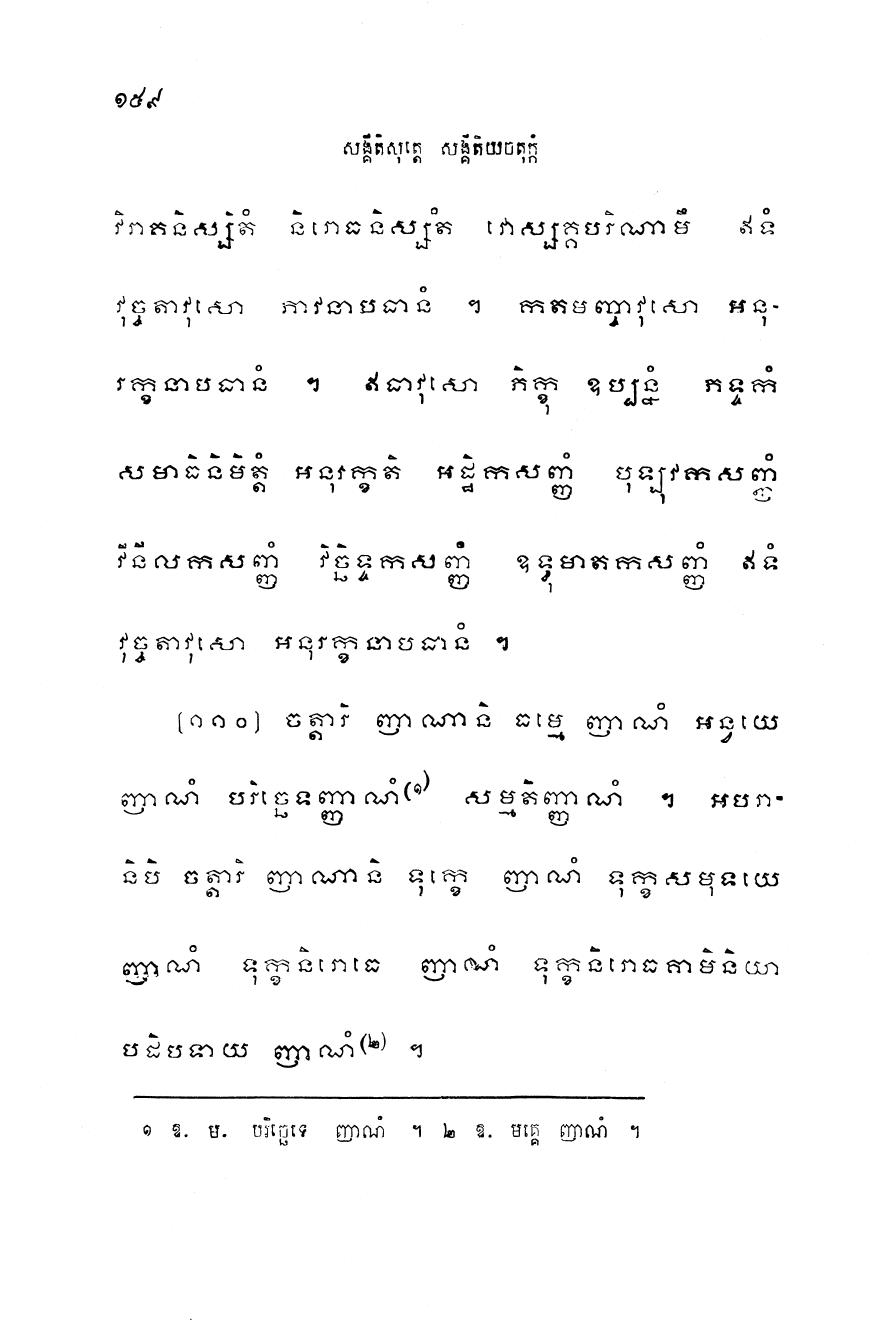 ១៥៩
សង្គីតិសុត្តេ សង្គីតិយចតុក្កំ
វិរាគនិស្សិតំ និរោធនិស្សិតំ វោស្សគ្គបរិណាមឹ ឥទំ
វុច្ចតាវុសោ ភាវនាបធានំ ។ កតមញ្ចាវុសោ អនុ-
រក្ខនាបធានំ ។ ឥធាវុសោ ភិក្ខុ ឧប្បន្នំ ភទ្ទកំ
សមាធិនិមិត្តំ អនុរក្ខតិ អដ្ឋិកសញ្ញំ បុឡុវកសញ្ញំ
វិនីលកសញ្ញំ វិច្ឆិទ្ទកសញ្ញំ ឧទ្ធុមាតកសញ្ញំ ឥទំ
វុច្ចតាវុសោ អនុរក្ខនាបធានំ ។
(១១០) ចត្តារិ ញាណានិ ធម្មេ ញាណំ អន្វយេ
ញាណំ បរិច្ឆេទញ្ញាណំ(១) សម្មតិញ្ញាណំ ។ អបរា-
និបិ ចត្តារិ ញាណានិ ទុក្ខេ ញាណំ ទុក្ខសមុទយេ
ញាណំ ទុក្ខនិរោធេ ញាណំ ទុក្ខនិរោធគាមិនិយា
បដិបទាយ ញាណំ(២) ។
១ ឱ. ម. បរិច្ឆេទេ ញាណំ ។ ២ ឱ. មគ្គេ ញាណំ ។